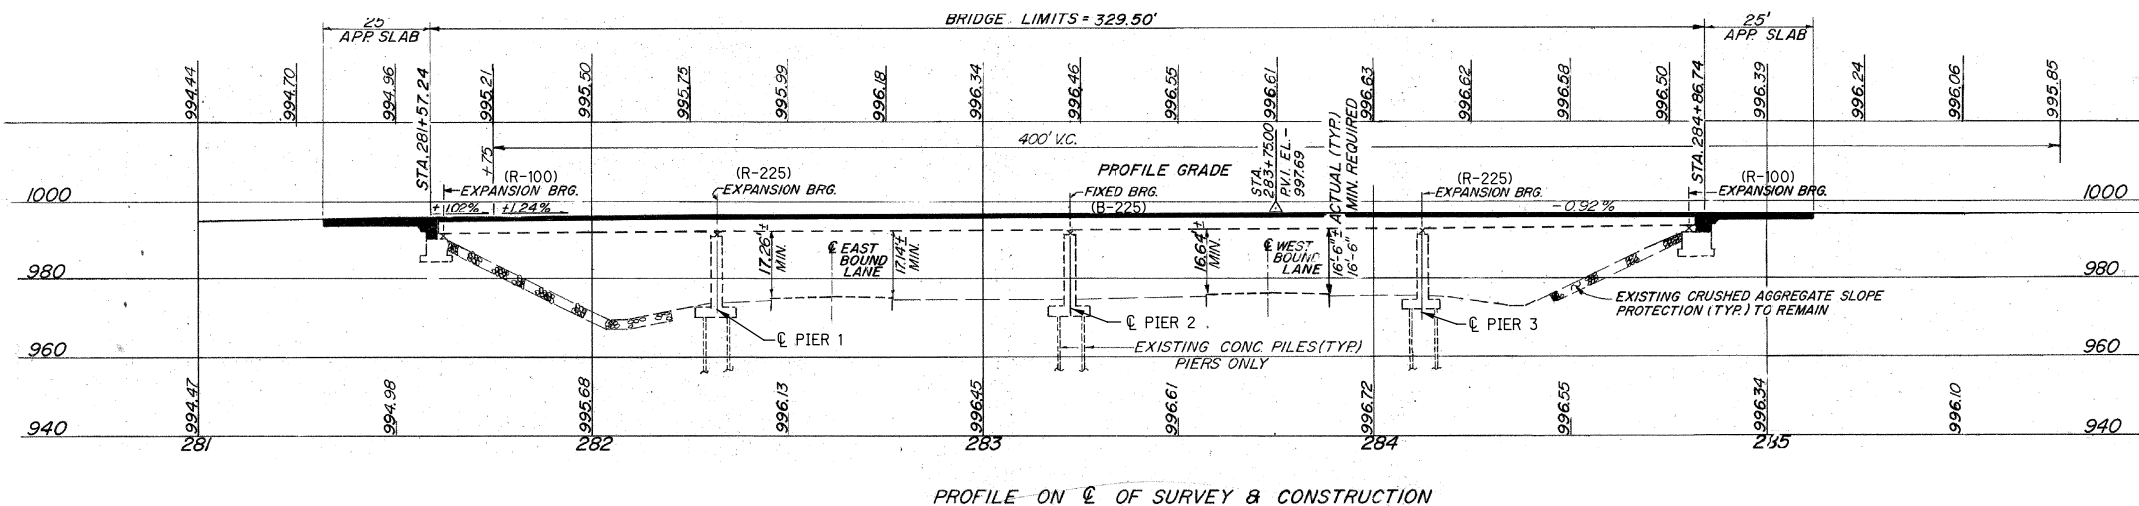 25'
APP. SLAB
BRIDGE LIMITS = 329.50'
25'
APP. SLAB
994.44
994.70
994.96
STA. 281+57.24
995.21
995.50
995.75
995.99
996.18
996.34
996.46
996.55
996.61
996.63
996.62
996.58
996.50
STA. 284+86.74
996.39
996.24
996.06
995.85
+75
400' V.C.
STA.
283+75.00
P.V.I. EL.-
997.69
16'-6"± ACTUAL (TYP.)
16'-6" MIN. REQUIRED
PROFILE GRADE
(R-100)
EXPANSION BRG.
(R-225)
EXPANSION BRG.
FIXED BRG.
(B-225)
(R-225)
EXPANSION BRG.
(R-100)
EXPANSION BRG.
1000
1000
+1.02%
±1.24%
-0.92%
17.26'±
MIN.
℄ EAST
BOUND
LANE
17.14'±
MIN.
16.64'±
MIN.
℄ WEST
BOUND
LANE
980
980
EXISTING CRUSHED AGGREGATE SLOPE
PROTECTION (TYP.) TO REMAIN
℄ PIER 1
℄ PIER 2
℄ PIER 3
EXISTING CONC. PILES (TYP.)
PIERS ONLY
960
960
994.47
994.98
995.68
996.13
996.45
996.61
996.72
996.55
996.34
996.10
940
940
281
282
283
284
285
PROFILE ON ℄ OF SURVEY & CONSTRUCTION